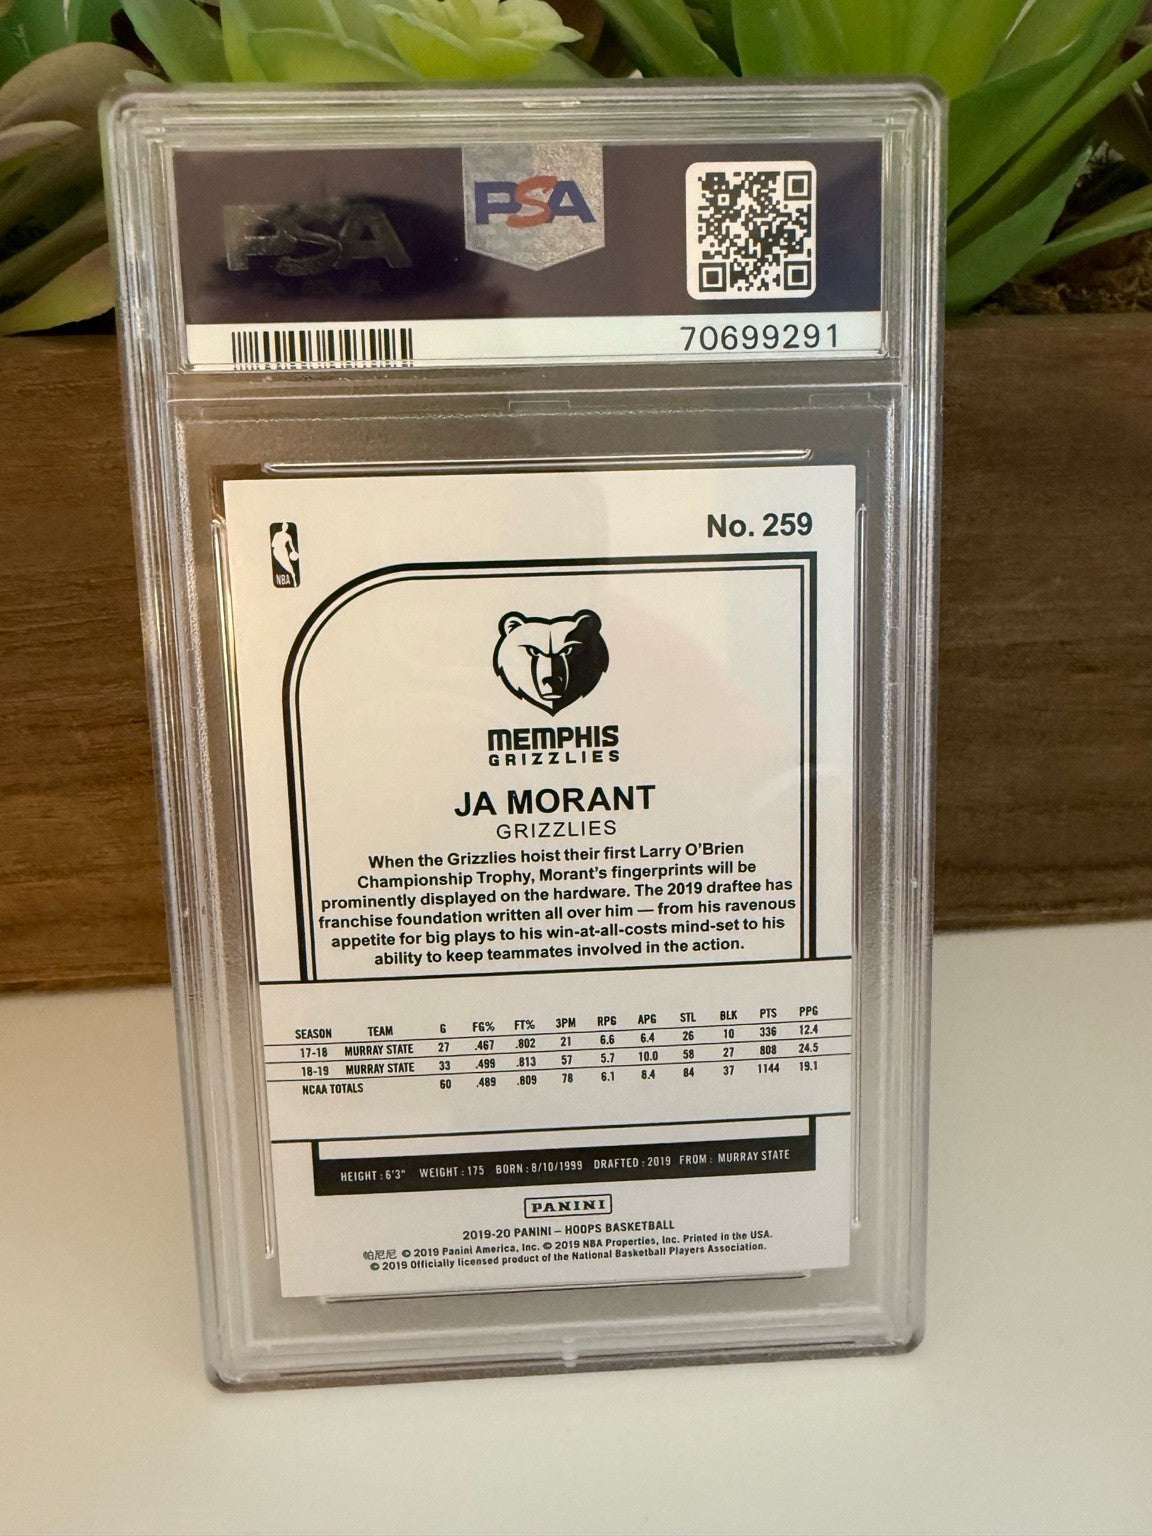 PSA
PSA
70699291
No. 259
NBA
MEMPHIS
GRIZZLIES
JA MORANT
GRIZZLIES
When the Grizzlies hoist their first Larry O'Brien
Championship Trophy, Morant's fingerprints will be
prominently displayed on the hardware. The 2019 draftee has
franchise foundation written all over him — from his ravenous
appetite for big plays to his win-at-all-costs mind-set to his
ability to keep teammates involved in the action.
SEASON TEAM G FG% FT% 3PM RPG APG STL BLK PTS PPG
17-18 MURRAY STATE 27 .467 .802 21 6.6 6.4 26 10 336 12.4
18-19 MURRAY STATE 33 .499 .813 57 5.7 10.0 58 27 808 24.5
NCAA TOTALS 60 .489 .809 78 6.1 8.4 84 37 1144 19.1
HEIGHT : 6'3" WEIGHT : 175 BORN : 8/10/1999 DRAFTED : 2019 FROM : MURRAY STATE
PANINI
2019-20 PANINI – HOOPS BASKETBALL
帕尼尼 © 2019 Panini America, Inc. © 2019 NBA Properties, Inc. Printed in the USA.
© 2019 Officially licensed product of the National Basketball Players Association.